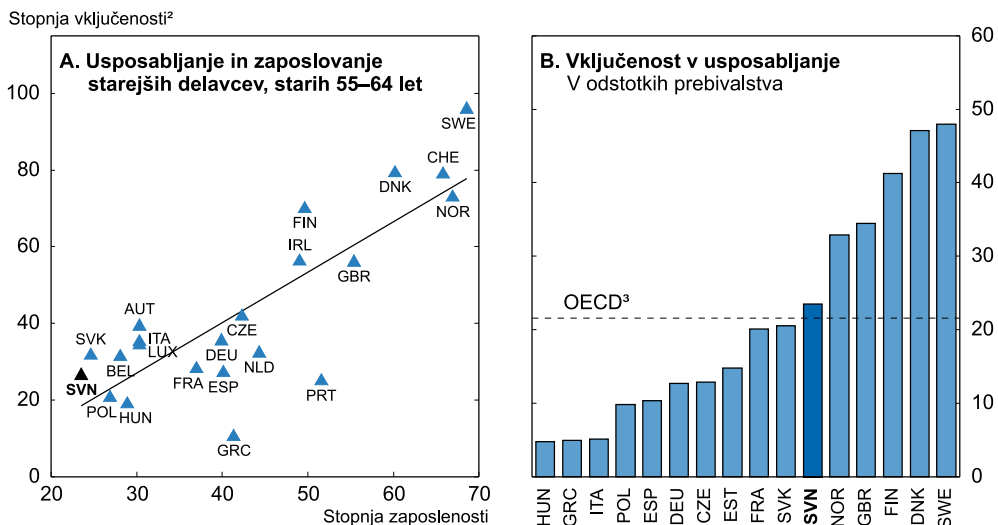 Stopnja vključenosti²
A. Usposabljanje in zaposlovanje
starejših delavcev, starih 55–64 let
100
80
60
40
20
0
SWE
CHE
DNK
NOR
FIN
IRL
GBR
AUT
ITA
LUX
SVK
BEL
SVN
POL
HUN
CZE
DEU
NLD
FRA
ESP
PRT
GRC
20
30
40
50
60
70
Stopnja zaposlenosti
B. Vključenost v usposabljanje
V odstotkih prebivalstva
OECD³
60
50
40
30
20
10
0
HUN
GRC
ITA
POL
ESP
DEU
CZE
EST
FRA
SVK
SVN
NOR
GBR
FIN
DNK
SWE